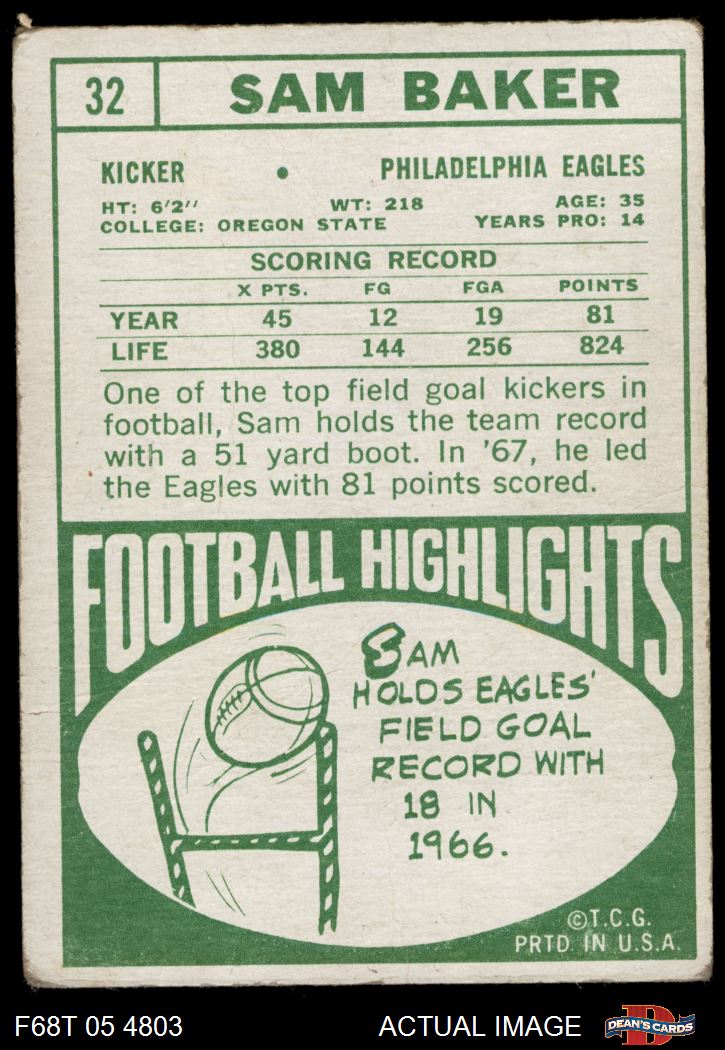 32 SAM BAKER
KICKER • PHILADELPHIA EAGLES
HT: 6'2'' WT: 218 AGE: 35
COLLEGE: OREGON STATE YEARS PRO: 14
SCORING RECORD
X PTS. FG FGA POINTS
YEAR 45 12 19 81
LIFE 380 144 256 824
One of the top field goal kickers in
football, Sam holds the team record
with a 51 yard boot. In '67, he led
the Eagles with 81 points scored.
FOOTBALL HIGHLIGHTS
SAM
HOLDS EAGLES'
FIELD GOAL
RECORD WITH
18 IN
1966.
©T.C.G.
PRTD. IN U.S.A.
F68T 05 4803 ACTUAL IMAGE D DEAN'S CARDS